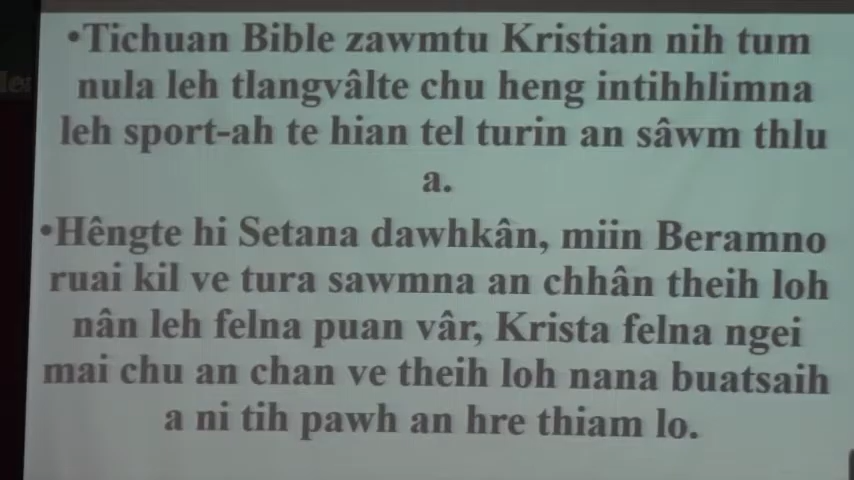 •Tichuan Bible zawmtu Kristian nih tum
nula leh tlangvâlte chu heng intihhlimna
leh sport-ah te hian tel turin an sâwm thlu
a.
•Hêngte hi Setana dawhkân, miin Beramno
ruai kil ve tura sawmna an chhân theih loh
nân leh felna puan vâr, Krista felna ngei
mai chu an chan ve theih loh nana buatsaih
a ni tih pawh an hre thiam lo.